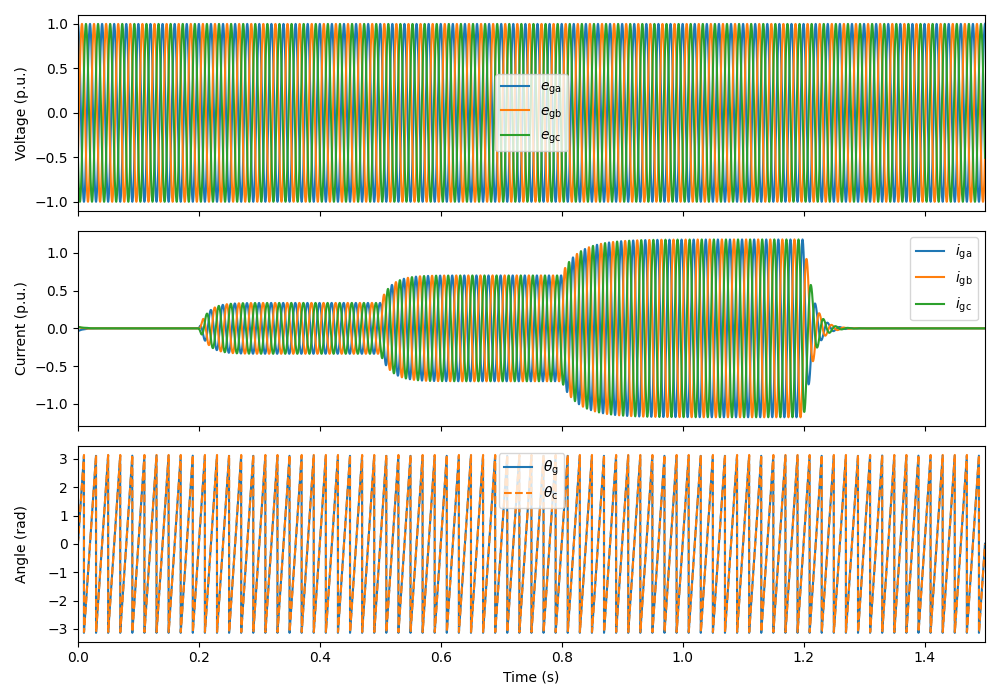 1.0
0.5
0.0
−0.5
−1.0
Voltage (p.u.)
e_ga
e_gb
e_gc
1.0
0.5
0.0
−0.5
−1.0
Current (p.u.)
i_ga
i_gb
i_gc
3
2
1
0
−1
−2
−3
Angle (rad)
θ_g
θ_c
0.0 0.2 0.4 0.6 0.8 1.0 1.2 1.4
Time (s)